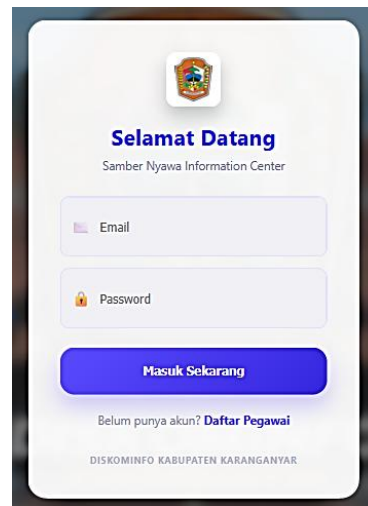 Selamat Datang
Samber Nyawa Information Center
Email
Password
Masuk Sekarang
Belum punya akun? Daftar Pegawai
DISKOMINFO KABUPATEN KARANGANYAR